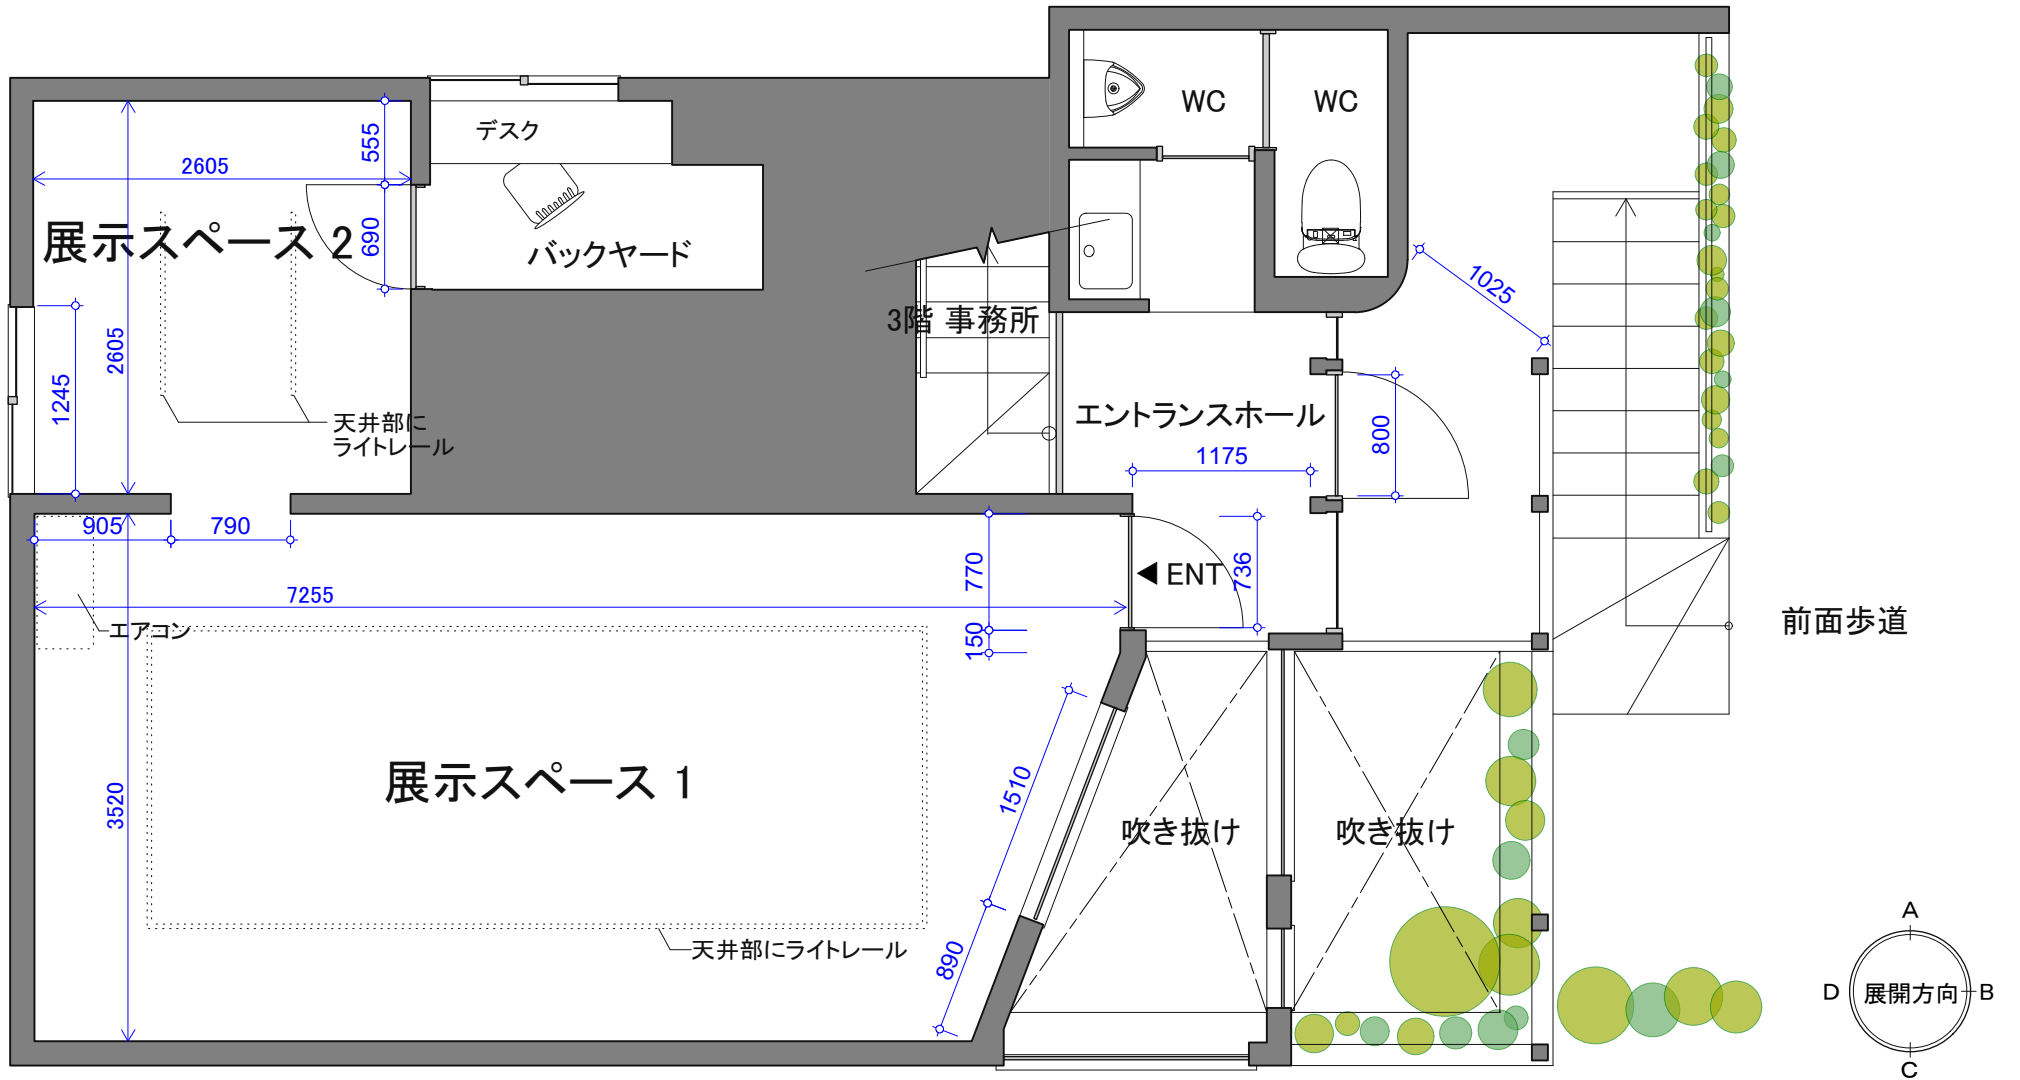 WC
WC
デスク
555
2605
690
展示スペース 2
バックヤード
1025
3階 事務所
2605
1245
天井部に
ライトレール
エントランスホール
800
1175
905
790
770
736
ENT
7255
150
エアコン
前面歩道
展示スペース 1
3520
1510
吹き抜け
吹き抜け
890
天井部にライトレール
A
D
展開方向
B
C